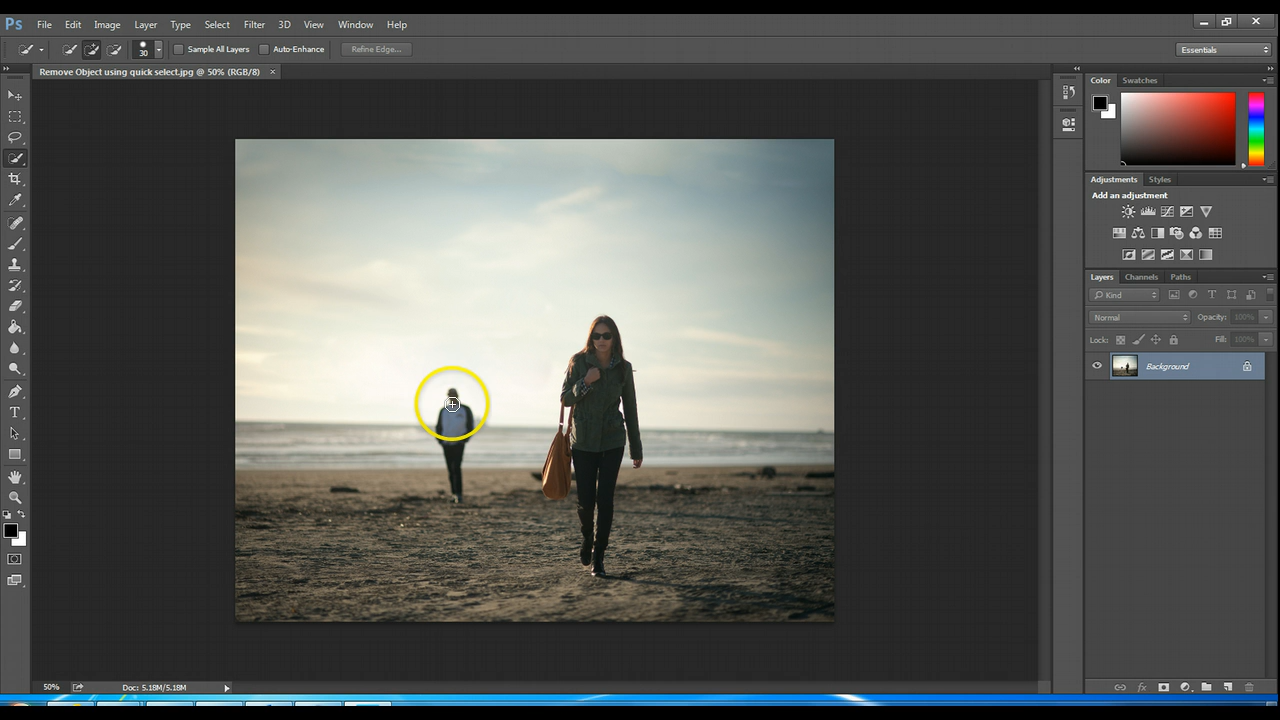 Ps File Edit Image Layer Type Select Filter 3D View Window Help
30 Sample All Layers Auto-Enhance Refine Edge... Essentials
Remove Object using quick select.jpg @ 50% (RGB/8) ×
Color Swatches
Adjustments Styles
Add an adjustment
Layers Channels Paths
Kind
Normal Opacity: 100%
Lock: Fill: 100%
Background
50% Doc: 5.18M/5.18M